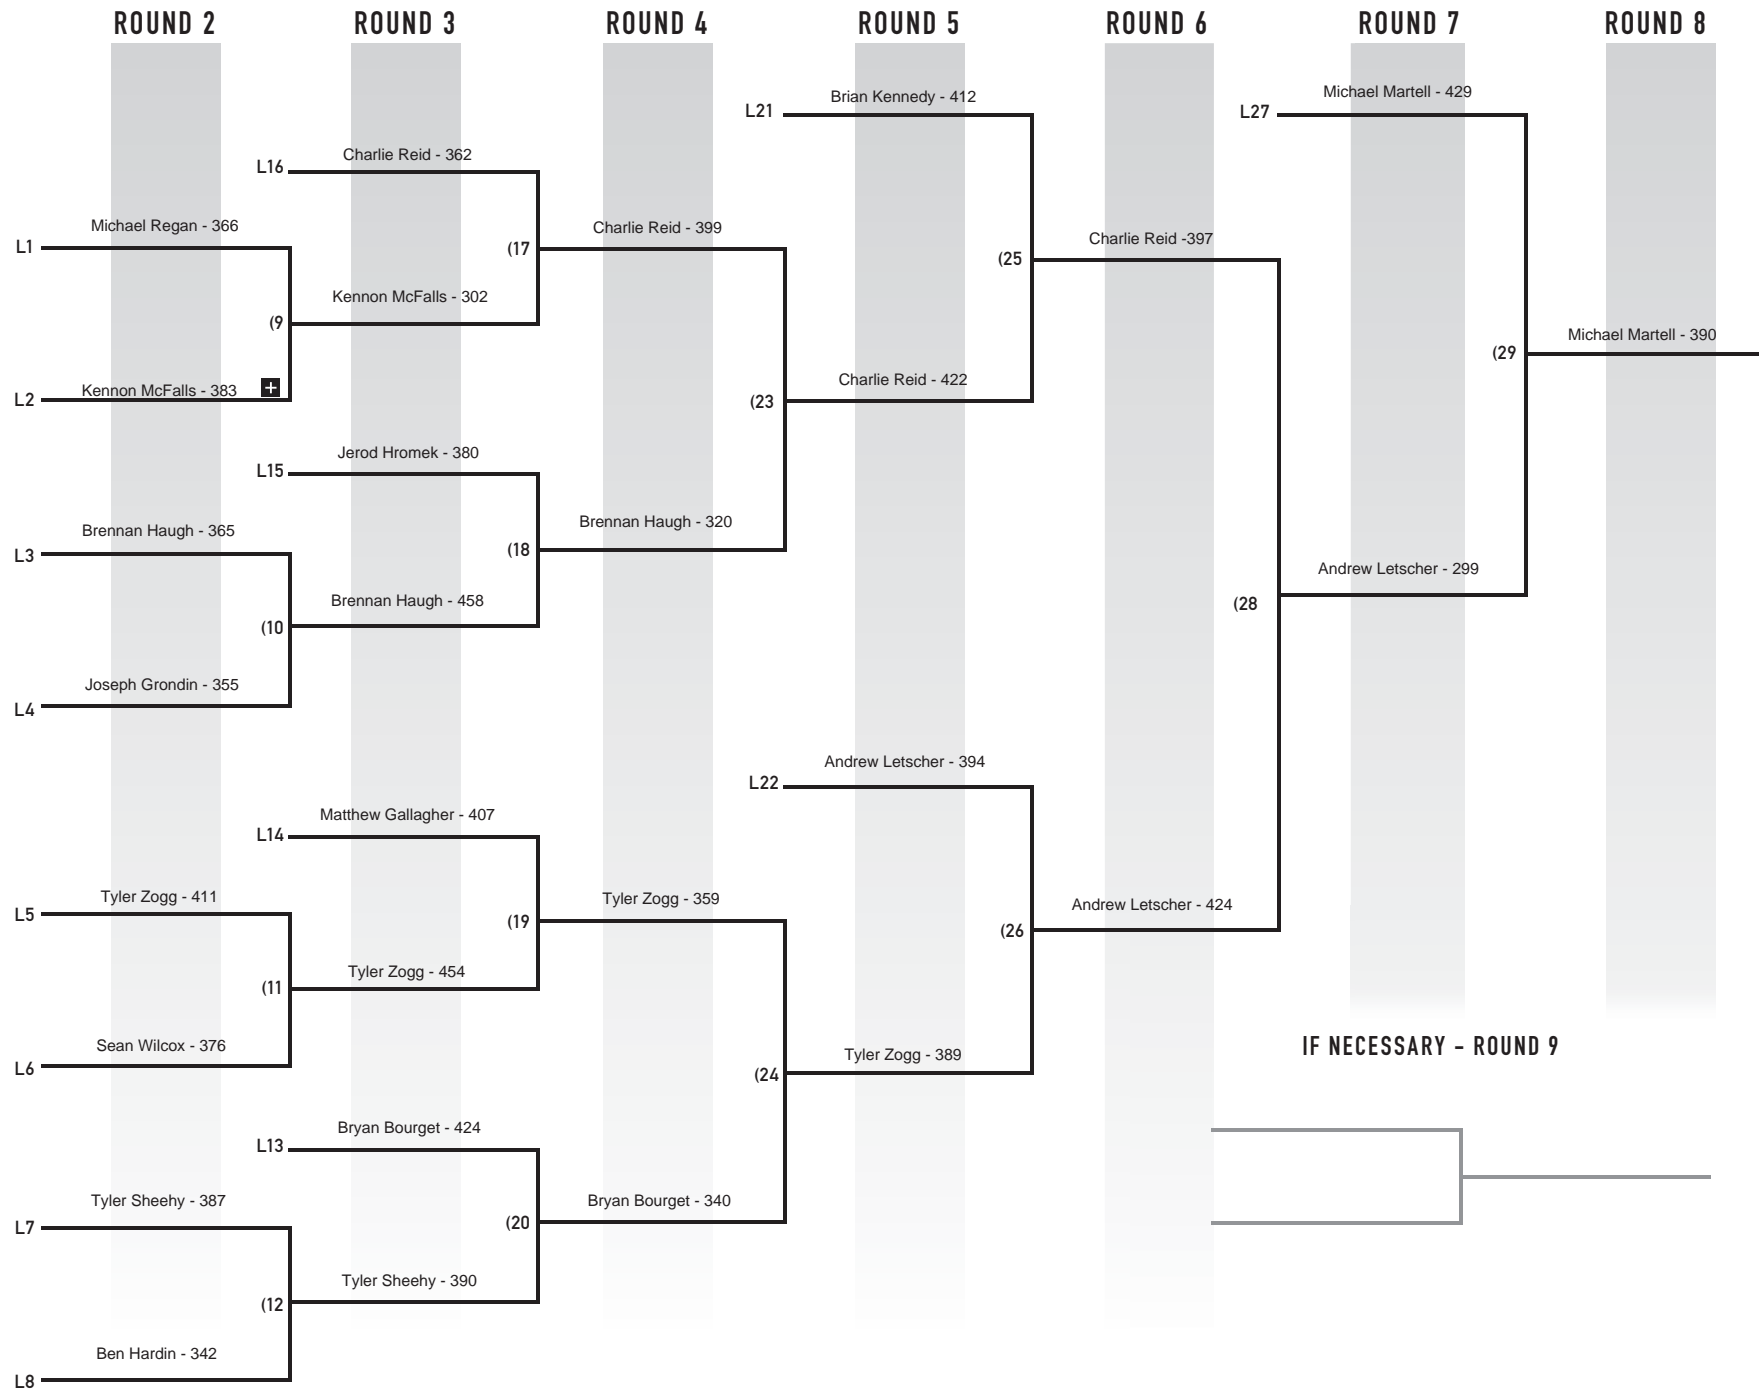 ROUND 2
ROUND 3
ROUND 4
ROUND 5
ROUND 6
ROUND 7
ROUND 8
L1
Michael Regan - 366
L2
Kennon McFalls - 383
+
L3
Brennan Haugh - 365
L4
Joseph Grondin - 355
L5
Tyler Zogg - 411
L6
Sean Wilcox - 376
L7
Tyler Sheehy - 387
L8
Ben Hardin - 342
L16
Charlie Reid - 362
(9
Kennon McFalls - 302
L15
Jerod Hromek - 380
(10
Brennan Haugh - 458
L14
Matthew Gallagher - 407
(11
Tyler Zogg - 454
L13
Bryan Bourget - 424
(12
Tyler Sheehy - 390
(17
Charlie Reid - 399
(18
Brennan Haugh - 320
(19
Tyler Zogg - 359
(20
Bryan Bourget - 340
L21
Brian Kennedy - 412
(23
Charlie Reid - 422
L22
Andrew Letscher - 394
(24
Tyler Zogg - 389
(25
Charlie Reid -397
(26
Andrew Letscher - 424
L27
Michael Martell - 429
(28
Andrew Letscher - 299
(29
Michael Martell - 390
IF NECESSARY - ROUND 9